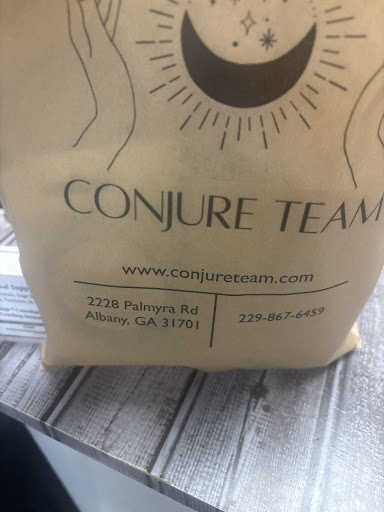 CONJURE TEAM
www.conjureteam.com
2228 Palmyra Rd
Albany, GA 31701
229-867-6459